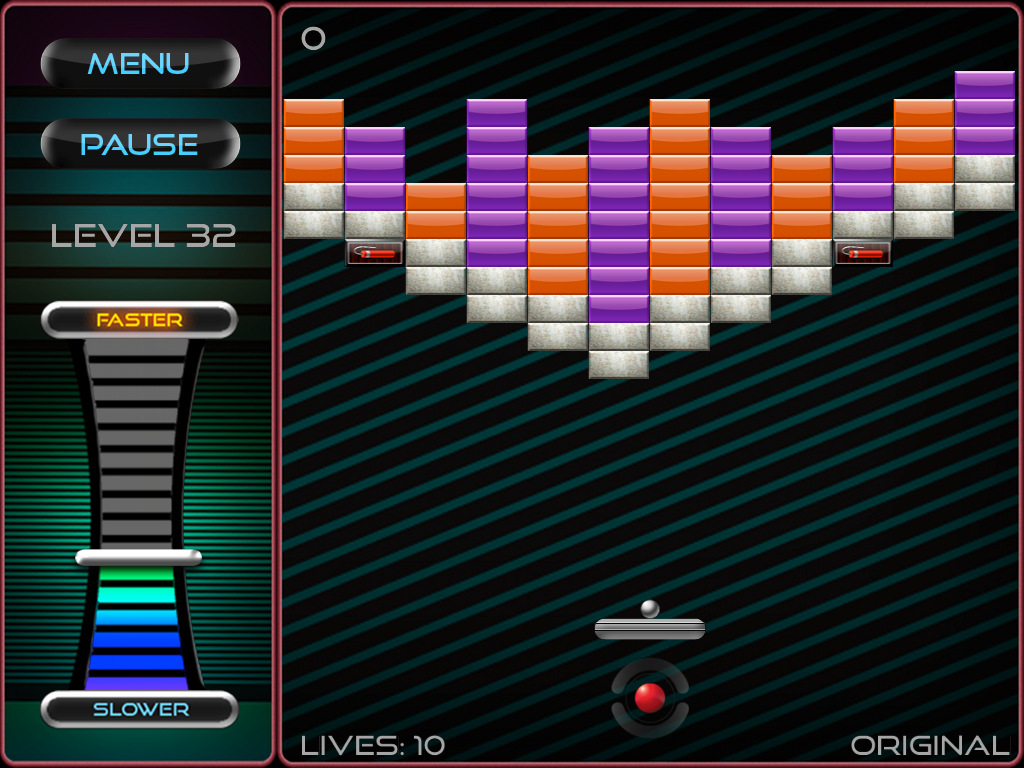 MENU
PAUSE
LEVEL 32
FASTER
SLOWER
0
LIVES: 10
ORIGINAL